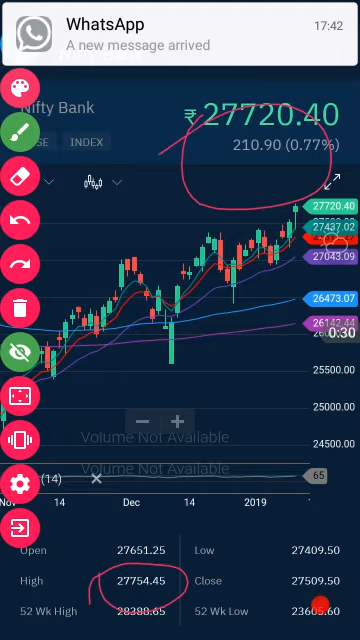 WhatsApp
17:42
A new message arrived
Nifty Bank
₹27720.40
INDEX
210.90 (0.77%)
27720.40
27437.02
27043.09
26473.07
26142.44
0:30
25500.00
25000.00
24500.00
Volume Not Available
Volume Not Available
(14)
65
Nov
14
Dec
14
2019
Open
27651.25
Low
27409.50
High
27754.45
Close
27509.50
52 Wk High
28388.65
52 Wk Low
23605.60